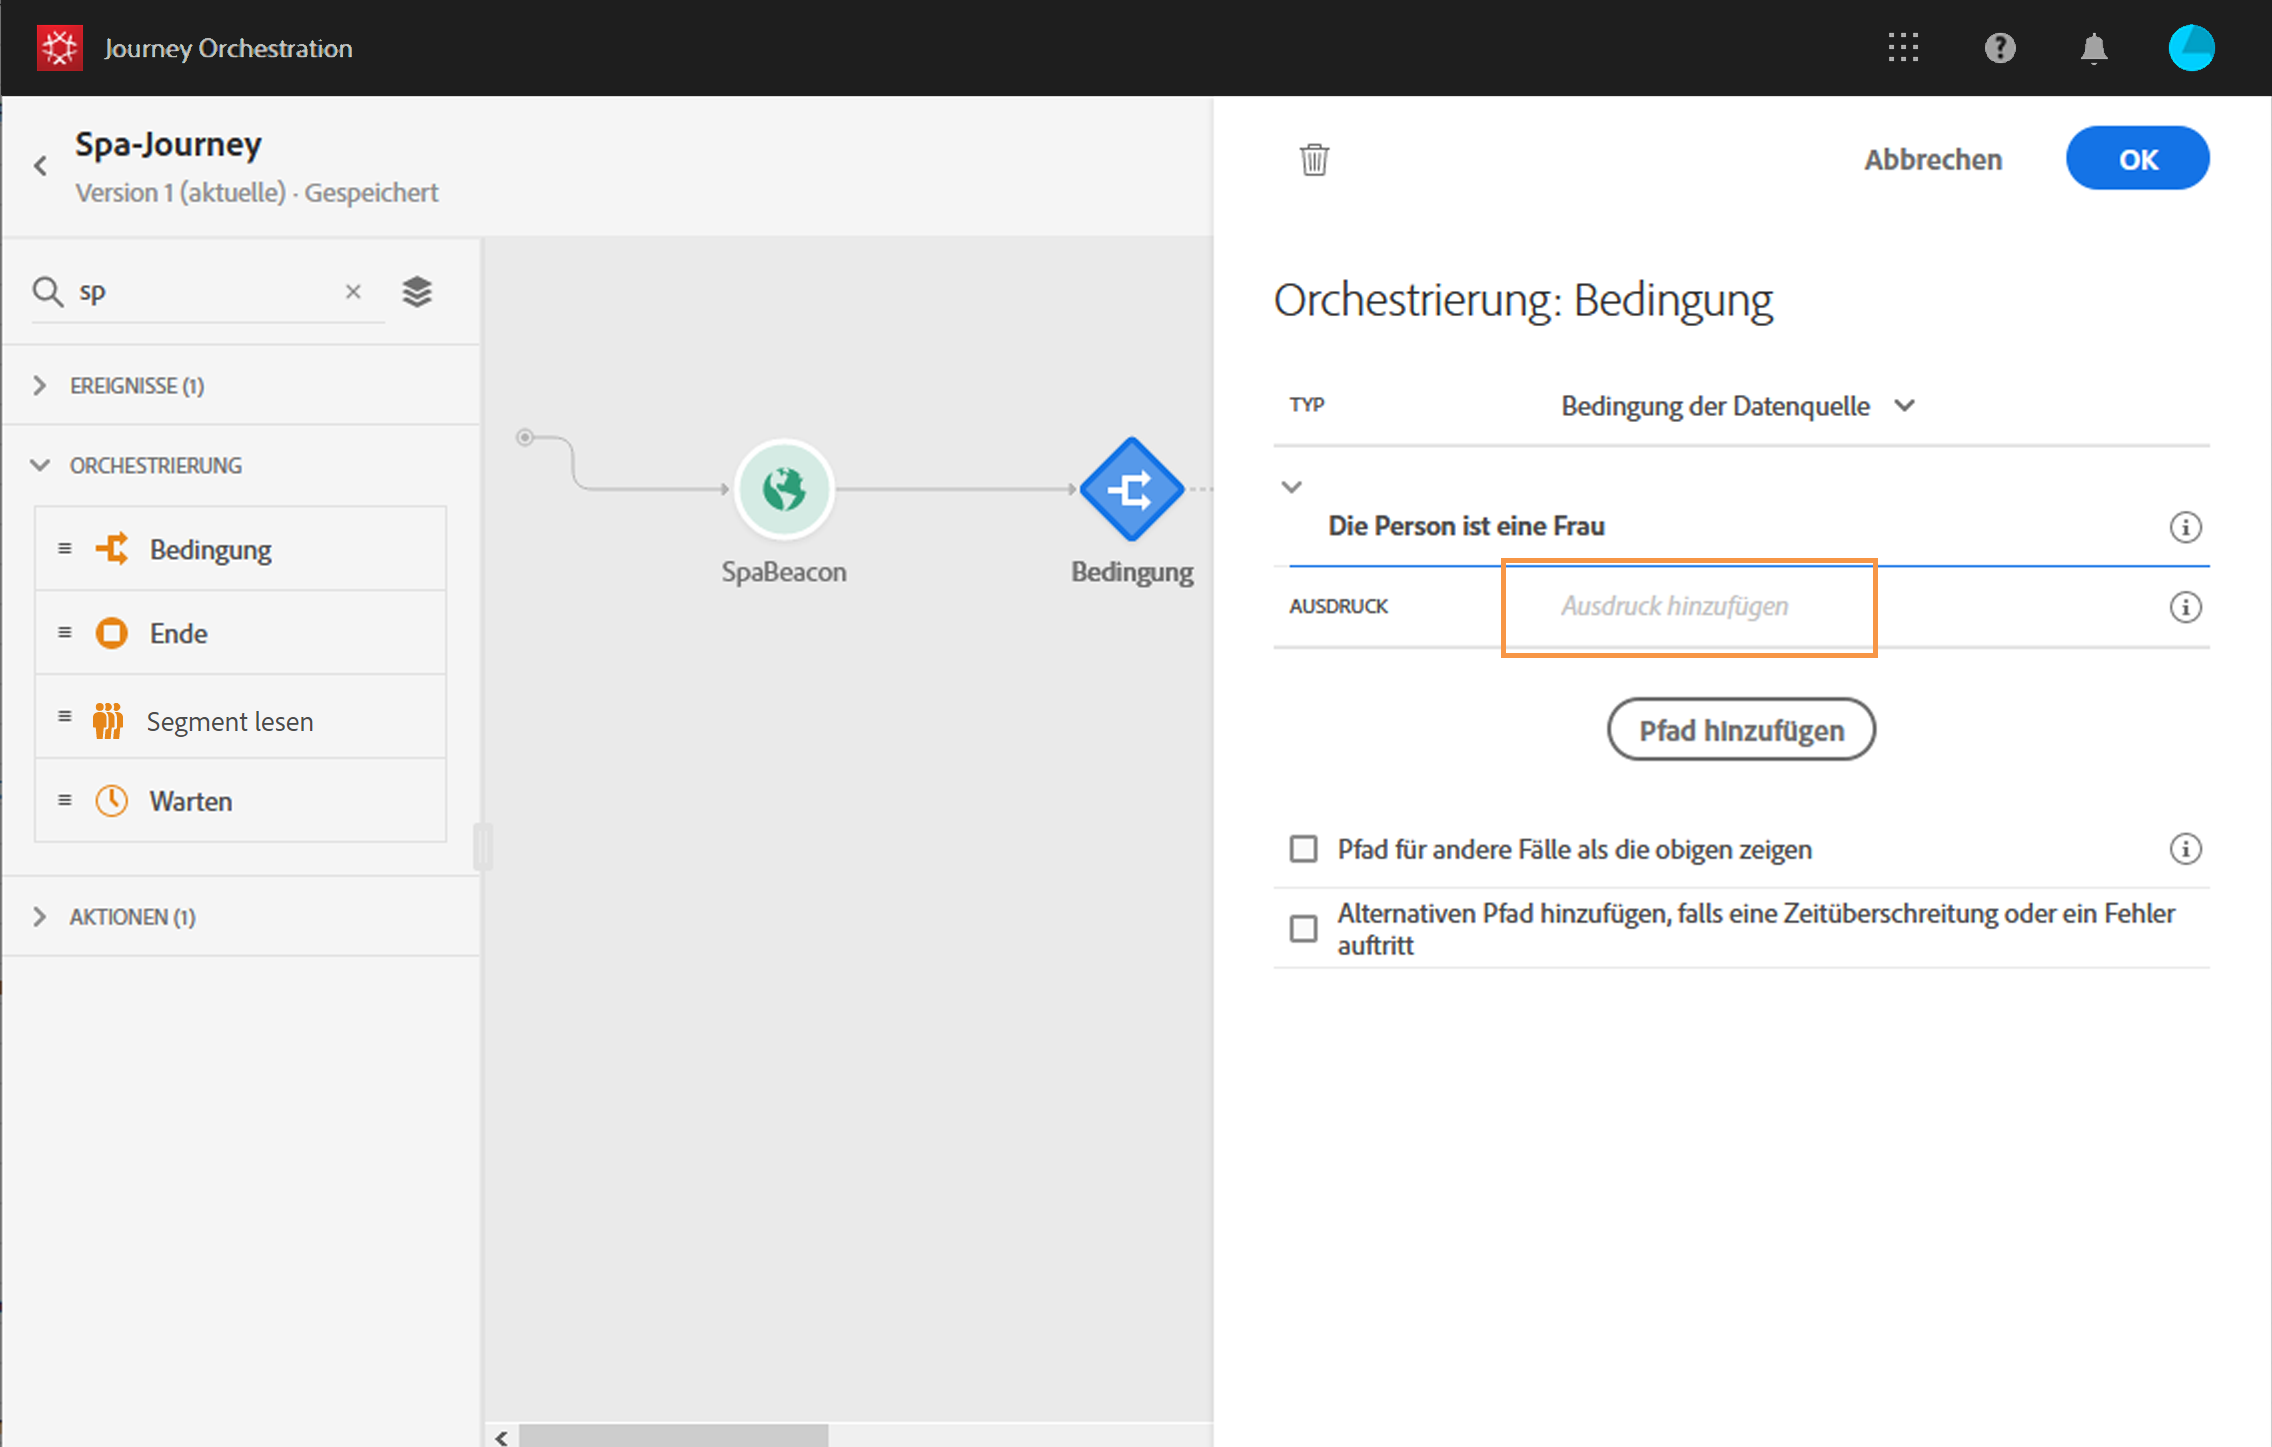 Journey Orchestration
Spa-Journey
Version 1 (aktuelle) · Gespeichert
sp
EREIGNISSE (1)
ORCHESTRIERUNG
Bedingung
Ende
Segment lesen
Warten
AKTIONEN (1)
SpaBeacon
Bedingung
Abbrechen
OK
Orchestrierung: Bedingung
TYP
Bedingung der Datenquelle
Die Person ist eine Frau
AUSDRUCK
Ausdruck hinzufügen
Pfad hinzufügen
Pfad für andere Fälle als die obigen zeigen
Alternativen Pfad hinzufügen, falls eine Zeitüberschreitung oder ein Fehler
auftritt